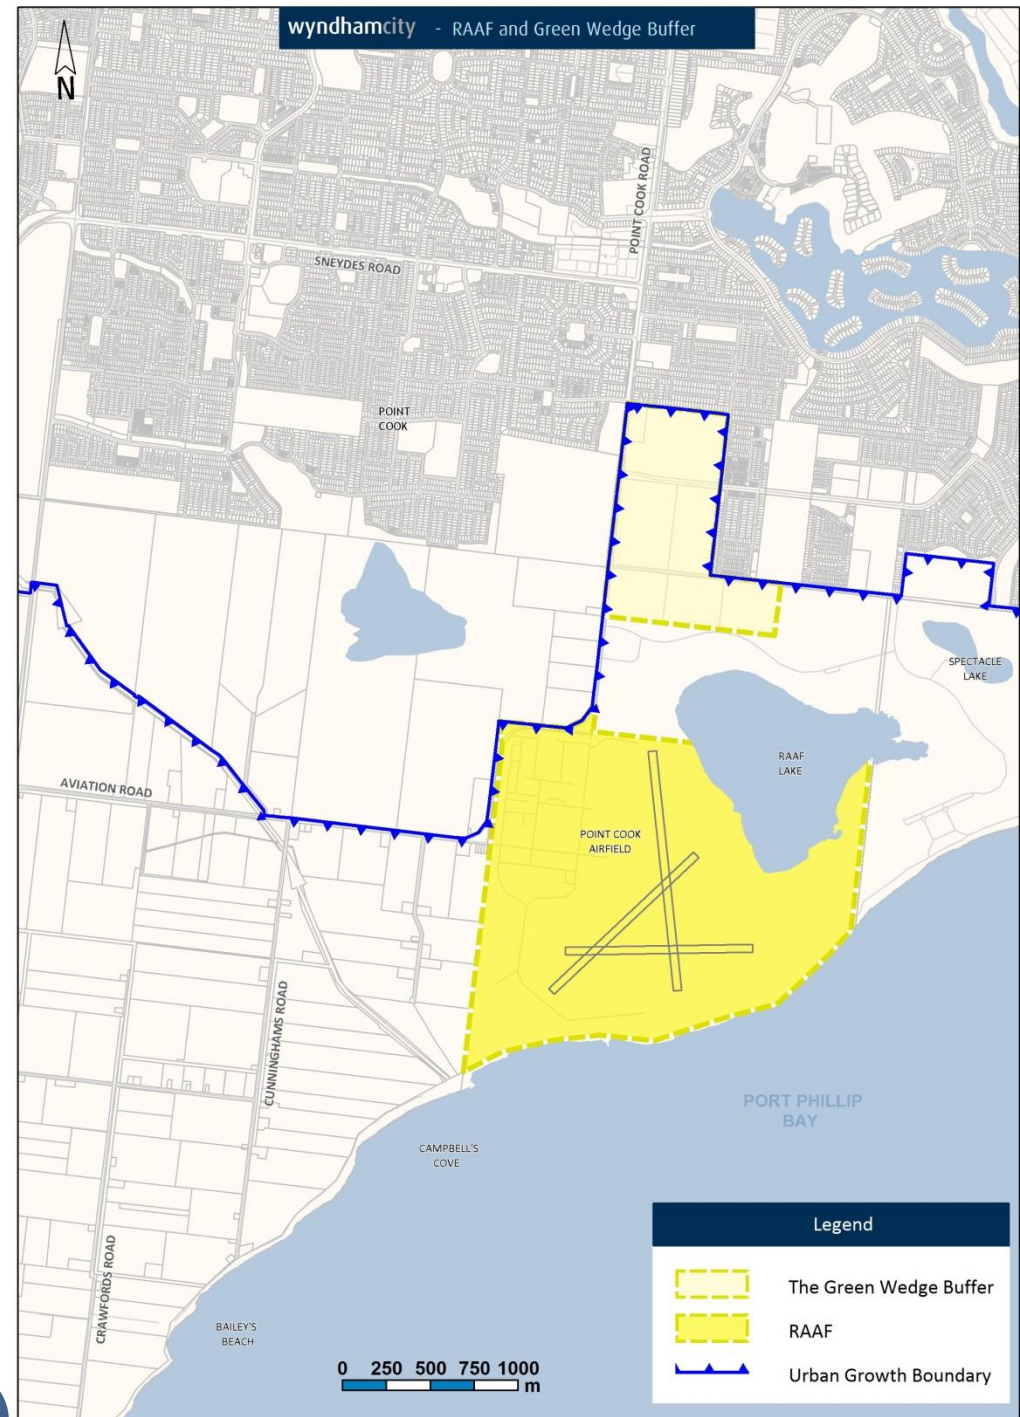 wyndhamcity - RAAF and Green Wedge Buffer
N
POINT COOK ROAD
SNEYDES ROAD
POINT
COOK
SPECTACLE
LAKE
RAAF
LAKE
AVIATION ROAD
POINT COOK
AIRFIELD
CUNNINGHAMS ROAD
PORT PHILLIP
BAY
CAMPBELL'S
COVE
CRAWFORDS ROAD
BAILEY'S
BEACH
0 250 500 750 1000
m
Legend
The Green Wedge Buffer
RAAF
Urban Growth Boundary